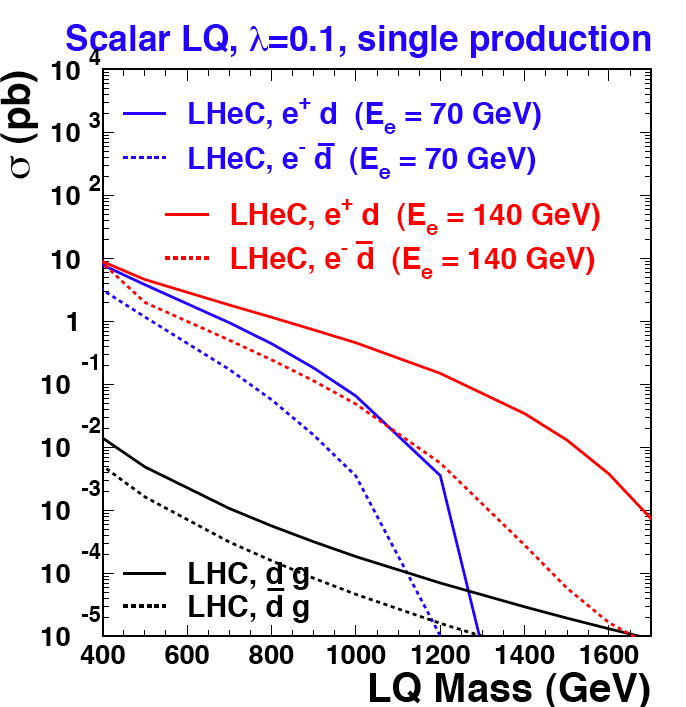 Scalar LQ, λ=0.1, single production
σ (pb)
10 4
10 3
10 2
10
1
10 -1
10 -2
10 -3
10 -4
10 -5
LHeC, e+ d (Ee = 70 GeV)
LHeC, e- d̄ (Ee = 70 GeV)
LHeC, e+ d (Ee = 140 GeV)
LHeC, e- d̄ (Ee = 140 GeV)
LHC, d g
LHC, d̄ g
400 600 800 1000 1200 1400 1600
LQ Mass (GeV)